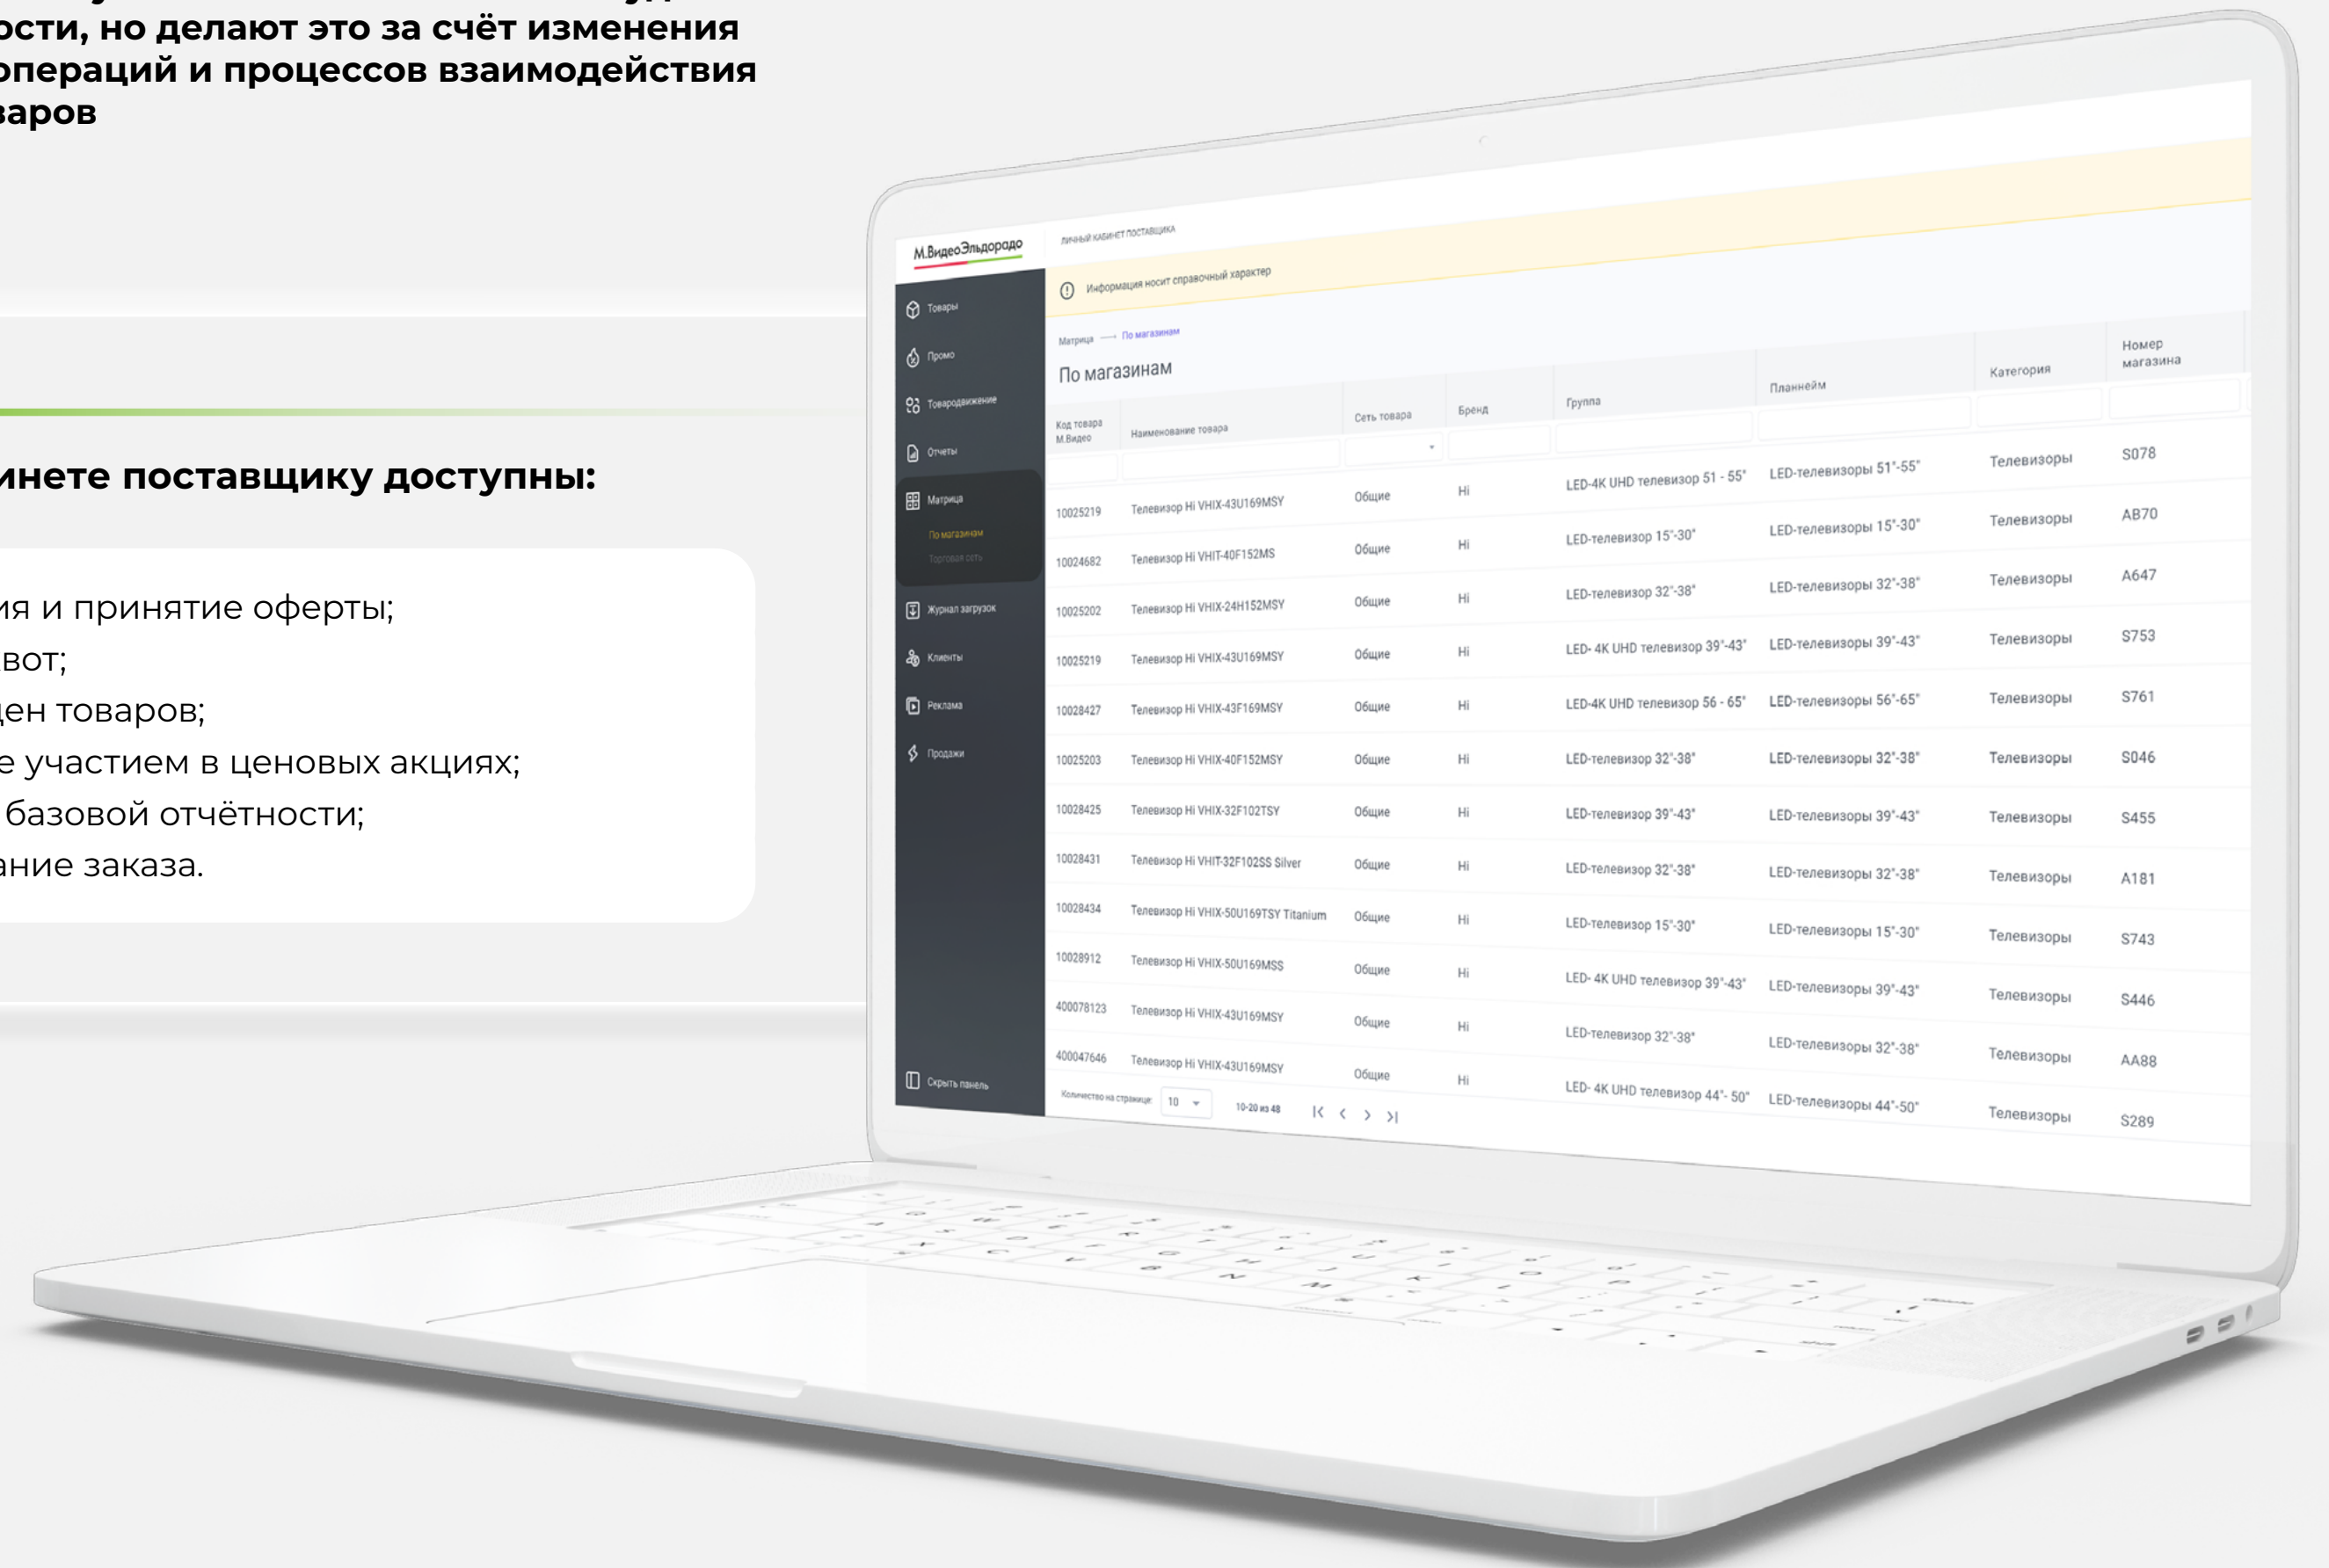 ости, но делают это за счёт изменения
операций и процессов взаимодействия
варов
инете поставщику доступны:
ия и принятие оферты;
вот;
цен товаров;
е участием в ценовых акциях;
базовой отчётности;
ание заказа.
М.ВидеоЭльдорадо
ЛИЧНЫЙ КАБИНЕТ ПОСТАВЩИКА
Информация носит справочный характер
Товары
Промо
Товародвижение
Отчеты
Матрица
По магазинам
Торговая сеть
Журнал загрузок
Клиенты
Реклама
Продажи
Скрыть панель
Матрица → По магазинам
По магазинам
Код товара М.Видео Наименование товара Сеть товара Бренд Группа Планнейм Категория Номер магазина
10025219 Телевизор Hi VHIX-43U169MSY Общие Hi LED-4K UHD телевизор 51 - 55" LED-телевизоры 51"-55" Телевизоры S078
10024682 Телевизор Hi VHIT-40F152MS Общие Hi LED-телевизор 15"-30" LED-телевизоры 15"-30" Телевизоры AB70
10025202 Телевизор Hi VHIX-24H152MSY Общие Hi LED-телевизор 32"-38" LED-телевизоры 32"-38" Телевизоры A647
10025219 Телевизор Hi VHIX-43U169MSY Общие Hi LED- 4K UHD телевизор 39"-43" LED-телевизоры 39"-43" Телевизоры S753
10028427 Телевизор Hi VHIX-43F169MSY Общие Hi LED-4K UHD телевизор 56 - 65" LED-телевизоры 56"-65" Телевизоры S761
10025203 Телевизор Hi VHIX-40F152MSY Общие Hi LED-телевизор 32"-38" LED-телевизоры 32"-38" Телевизоры S046
10028425 Телевизор Hi VHIX-32F102TSY Общие Hi LED-телевизор 39"-43" LED-телевизоры 39"-43" Телевизоры S455
10028431 Телевизор Hi VHIT-32F102SS Silver Общие Hi LED-телевизор 32"-38" LED-телевизоры 32"-38" Телевизоры A181
10028434 Телевизор Hi VHIX-50U169TSY Titanium Общие Hi LED-телевизор 15"-30" LED-телевизоры 15"-30" Телевизоры S743
10028912 Телевизор Hi VHIX-50U169MSS Общие Hi LED- 4K UHD телевизор 39"-43" LED-телевизоры 39"-43" Телевизоры S446
400078123 Телевизор Hi VHIX-43U169MSY Общие Hi LED-телевизор 32"-38" LED-телевизоры 32"-38" Телевизоры AA88
400047646 Телевизор Hi VHIX-43U169MSY Общие Hi LED- 4K UHD телевизор 44"- 50" LED-телевизоры 44"-50" Телевизоры S289
Количество на странице: 10 10-20 из 48